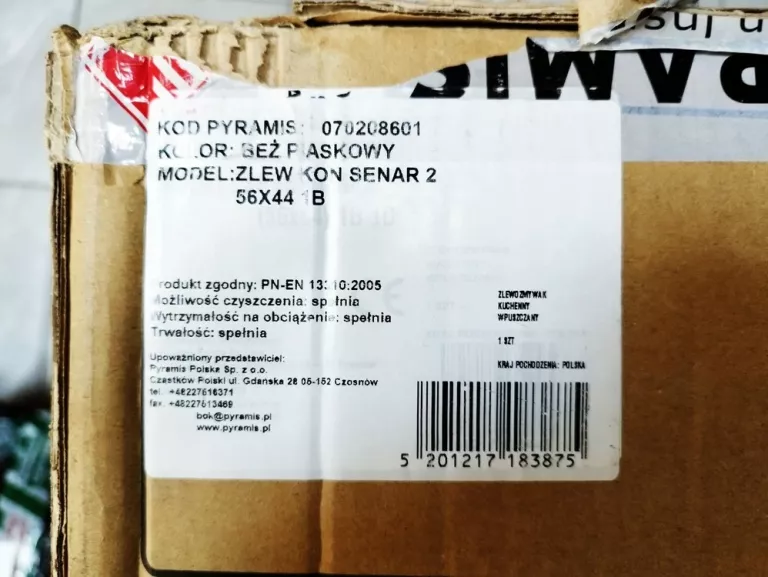 KOD PYRAMIS: 070208601
KOLOR: BEŻ PIASKOWY
MODEL:ZLEW KON SENAR 2
56X44 1B
Produkt zgodny: PN-EN 13310:2005
Możliwość czyszczenia: spełnia
Wytrzymałość na obciążenie: spełnia
Trwałość: spełnia
Upoważniony przedstawiciel:
Pyramis Polska Sp. z o.o.
Cząstków Polski ul. Gdańska 28 05-152 Czosnów
tel. +48227616371
fax. +48227613469
bok@pyramis.pl
www.pyramis.pl
ZLEWOZMYWAK
KUCHENNY
WPUSZCZANY
1 SZT
KRAJ POCHODZENIA: POLSKA
5 201217 183875